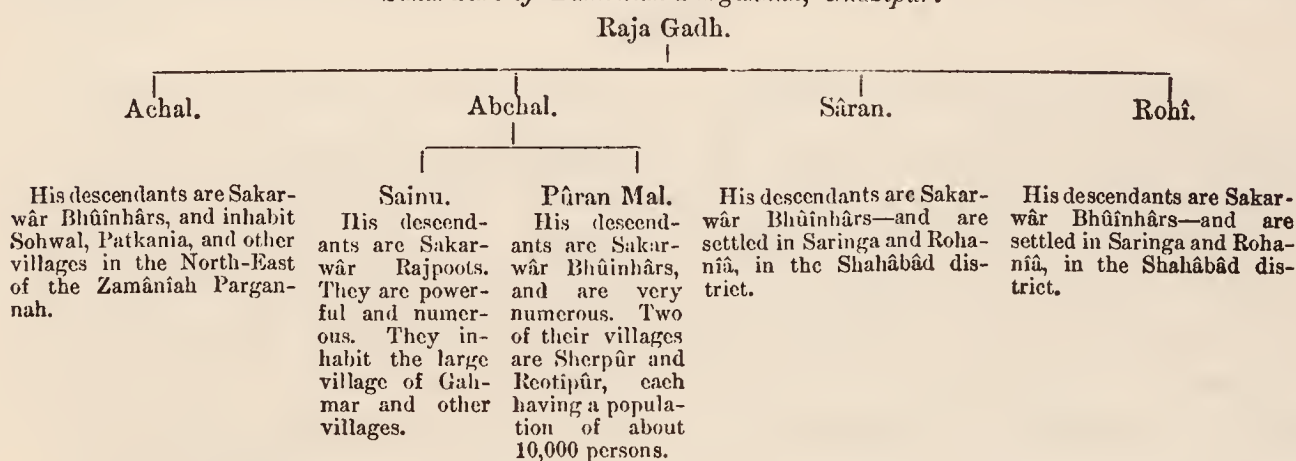 Raja Gadh.
Achal.
Abchal.
Sâran.
Rohî.
His descendants are Sakar-
wâr Bhûînhârs, and inhabit
Sohwal, Patkania, and other
villages in the North-East
of the Zamânîah Pargan-
nah.
Sainu.
His descend-
ants are Sakar-
wâr Rajpoots.
They are power-
ful and numer-
ous. They in-
habit the large
village of Gah-
mar and other
villages.
Pûran Mal.
His descend-
ants are Sakar-
wâr Bhûinhârs,
and are very
numerous. Two
of their villages
are Sherpûr and
Reotîpûr, each
having a popula-
tion of about
10,000 persons.
His descendants are Sakar-
wâr Bhûînhârs—and are
settled in Saringa and Roha-
nîâ, in the Shahâbâd dis-
trict.
His descendants are Sakar-
wâr Bhûînhârs—and are
settled in Saringa and Roha-
nîâ, in the Shahâbâd dis-
trict.